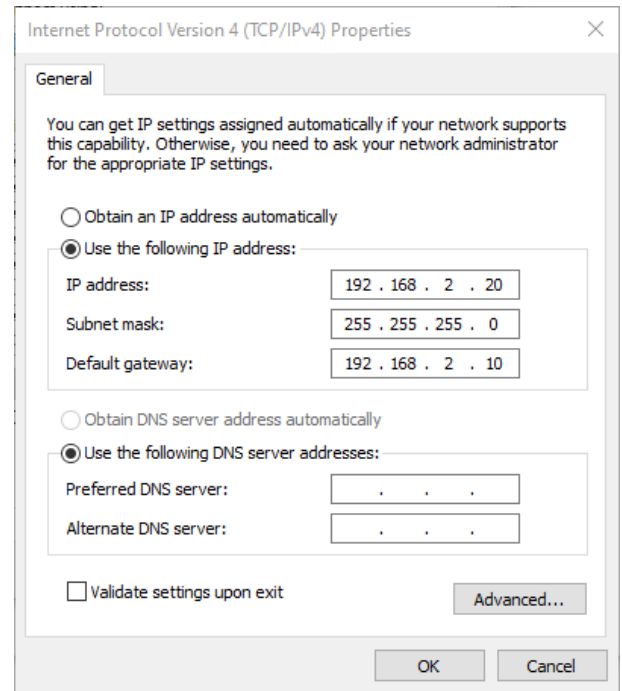 Internet Protocol Version 4 (TCP/IPv4) Properties
General
You can get IP settings assigned automatically if your network supports
this capability. Otherwise, you need to ask your network administrator
for the appropriate IP settings.
Obtain an IP address automatically
Use the following IP address:
IP address: 192 . 168 . 2 . 20
Subnet mask: 255 . 255 . 255 . 0
Default gateway: 192 . 168 . 2 . 10
Obtain DNS server address automatically
Use the following DNS server addresses:
Preferred DNS server: . . .
Alternate DNS server: . . .
Validate settings upon exit
Advanced...
OK Cancel